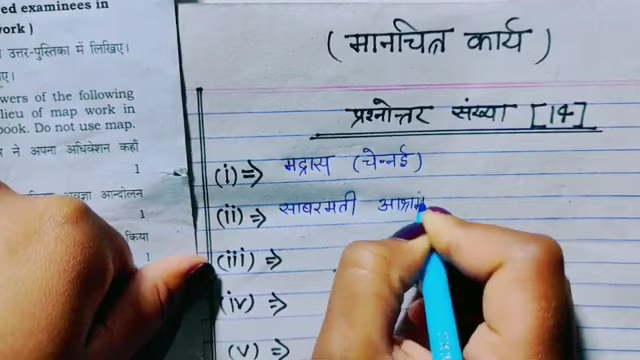 ed examinees in
ork )
उत्तर-पुस्तिका में लिखिए।
ए।
wers of the following
lieu of map work in
book. Do not use map.
ने अपना अधिवेशन कहाँ
1
अवज्ञा आन्दोलन
1
किया
1
( मानचित्र कार्य )
प्रश्नोत्तर संख्या [14]
(i) => मद्रास (चेन्नई)
(ii) => साबरमती आश्रम
(iii) =>
(iv) =>
(v) =>